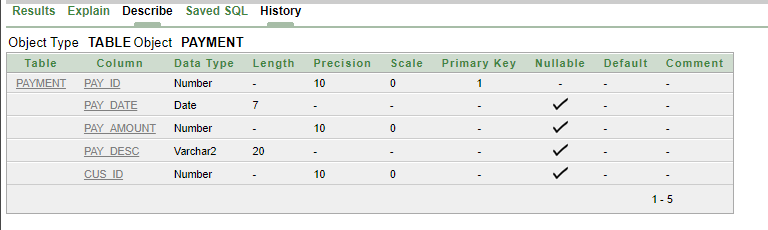 Results Explain Describe Saved SQL History
Object Type TABLE Object PAYMENT
Table Column Data Type Length Precision Scale Primary Key Nullable Default Comment
PAYMENT PAY_ID Number - 10 0 1 - - -
PAY_DATE Date 7 - - - ✓ - -
PAY_AMOUNT Number - 10 0 - ✓ - -
PAY_DESC Varchar2 20 - - - ✓ - -
CUS_ID Number - 10 0 - ✓ - -
1 - 5